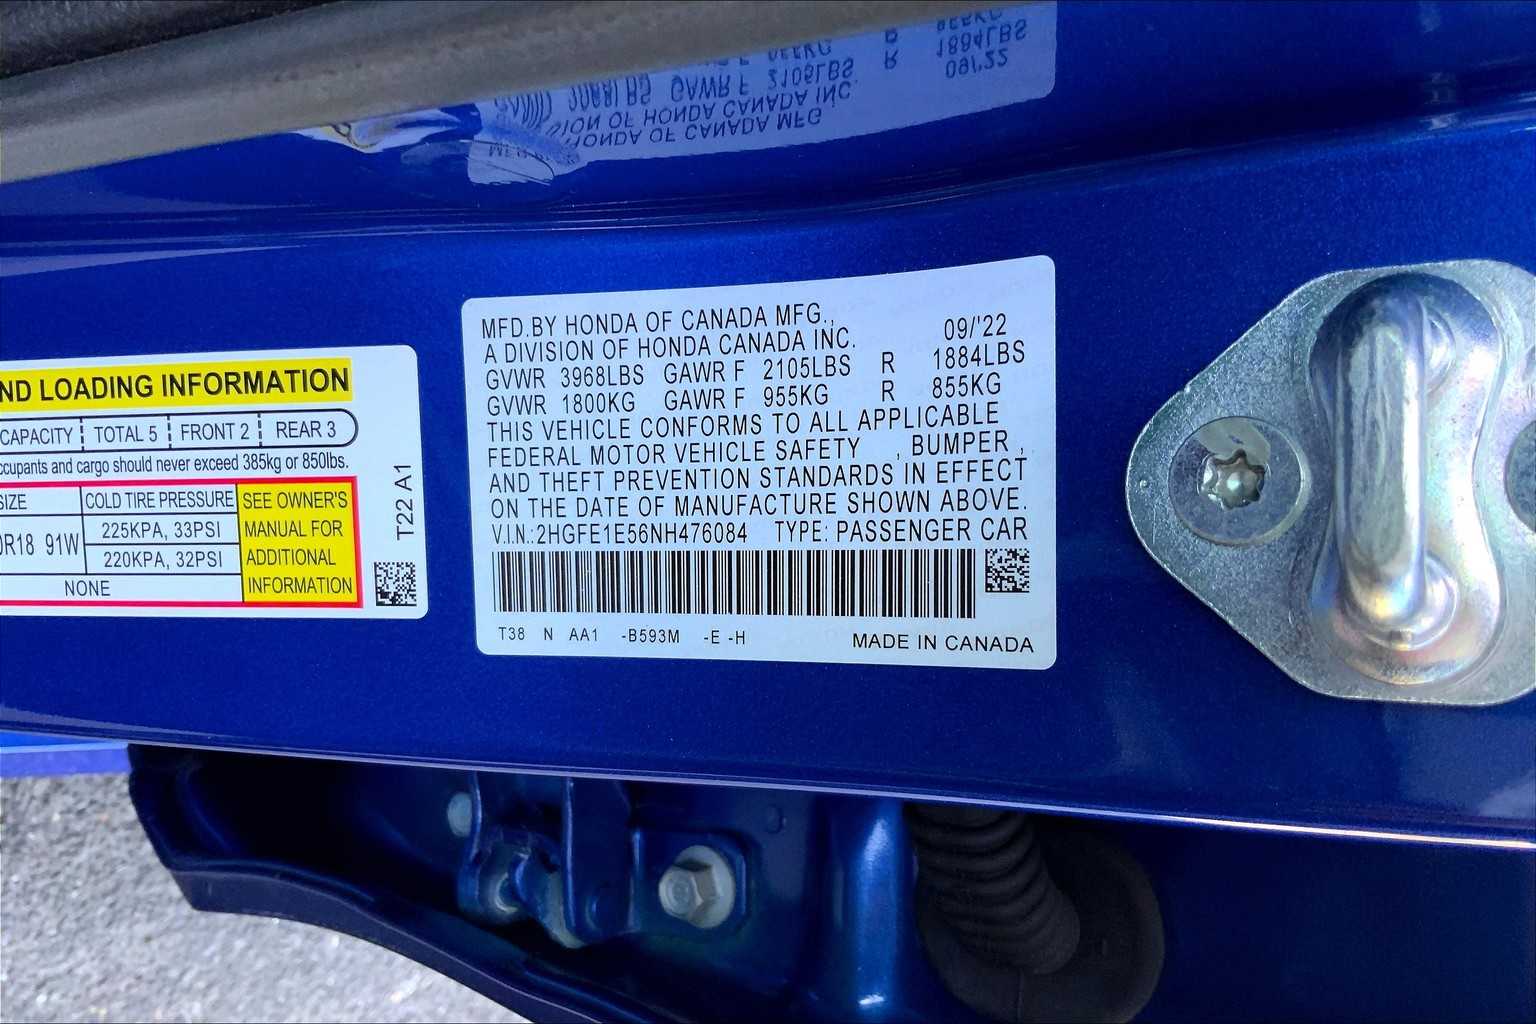 ND LOADING INFORMATION
CAPACITY TOTAL 5 FRONT 2 REAR 3
ccupants and cargo should never exceed 385kg or 850lbs.
SIZE COLD TIRE PRESSURE SEE OWNER'S
MANUAL FOR
ADDITIONAL
INFORMATION
0R18 91W 225KPA, 33PSI
220KPA, 32PSI
NONE
T22 A1
MFD.BY HONDA OF CANADA MFG.,
A DIVISION OF HONDA CANADA INC. 09/'22
GVWR 3968LBS GAWR F 2105LBS R 1884LBS
GVWR 1800KG GAWR F 955KG R 855KG
THIS VEHICLE CONFORMS TO ALL APPLICABLE
FEDERAL MOTOR VEHICLE SAFETY , BUMPER ,
AND THEFT PREVENTION STANDARDS IN EFFECT
ON THE DATE OF MANUFACTURE SHOWN ABOVE.
V.I.N.:2HGFE1E56NH476084 TYPE: PASSENGER CAR
T38 N AA1 -B593M -E -H MADE IN CANADA